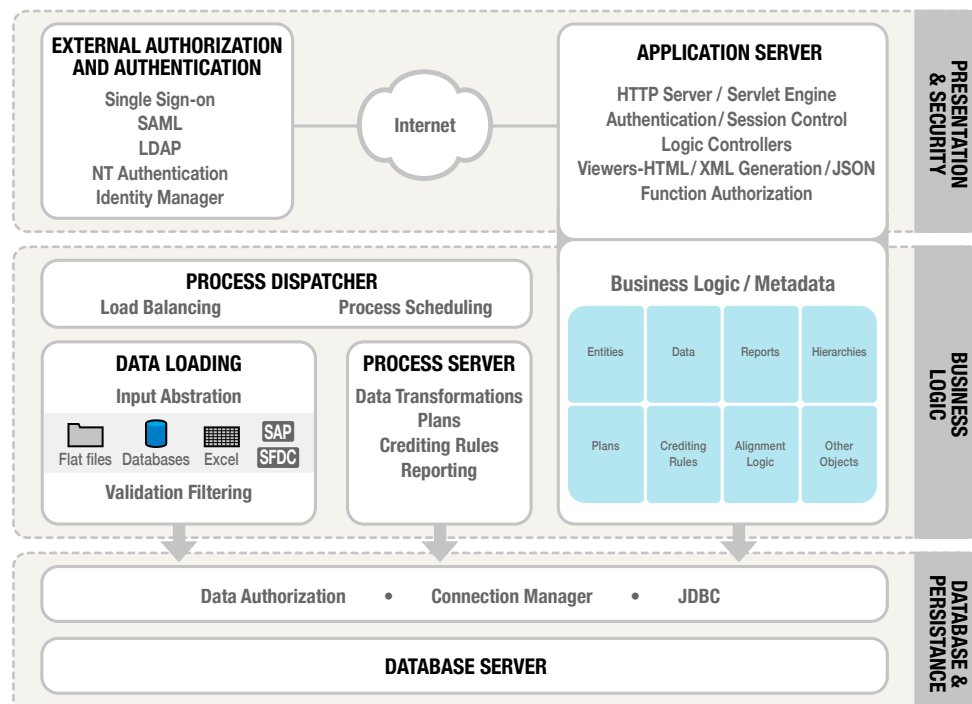 EXTERNAL AUTHORIZATION
AND AUTHENTICATION
Single Sign-on
SAML
LDAP
NT Authentication
Identity Manager
Internet
APPLICATION SERVER
HTTP Server / Servlet Engine
Authentication / Session Control
Logic Controllers
Viewers-HTML / XML Generation / JSON
Function Authorization
PRESENTATION
& SECURITY
PROCESS DISPATCHER
Load Balancing
Process Scheduling
DATA LOADING
Input Abstration
Flat files
Databases
Excel
SAP
SFDC
Validation Filtering
PROCESS SERVER
Data Transformations
Plans
Crediting Rules
Reporting
Business Logic / Metadata
Entities
Data
Reports
Hierarchies
Plans
Crediting
Rules
Alignment
Logic
Other
Objects
BUSINESS
LOGIC
Data Authorization • Connection Manager • JDBC
DATABASE SERVER
DATABASE &
PERSISTANCE